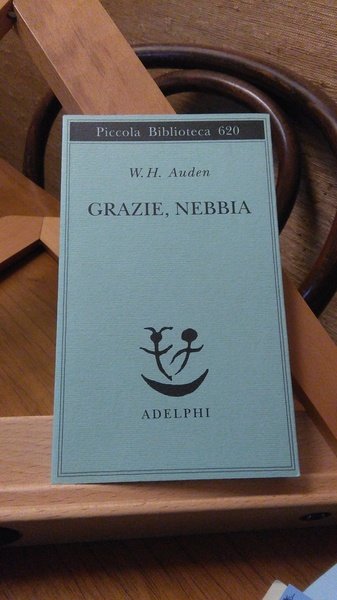 Piccola Biblioteca 620
W.H. Auden
GRAZIE, NEBBIA
ADELPHI